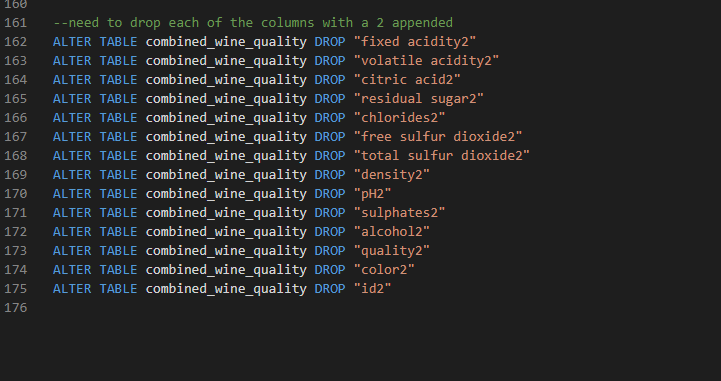 160
161 --need to drop each of the columns with a 2 appended
162 ALTER TABLE combined_wine_quality DROP "fixed acidity2"
163 ALTER TABLE combined_wine_quality DROP "volatile acidity2"
164 ALTER TABLE combined_wine_quality DROP "citric acid2"
165 ALTER TABLE combined_wine_quality DROP "residual sugar2"
166 ALTER TABLE combined_wine_quality DROP "chlorides2"
167 ALTER TABLE combined_wine_quality DROP "free sulfur dioxide2"
168 ALTER TABLE combined_wine_quality DROP "total sulfur dioxide2"
169 ALTER TABLE combined_wine_quality DROP "density2"
170 ALTER TABLE combined_wine_quality DROP "pH2"
171 ALTER TABLE combined_wine_quality DROP "sulphates2"
172 ALTER TABLE combined_wine_quality DROP "alcohol2"
173 ALTER TABLE combined_wine_quality DROP "quality2"
174 ALTER TABLE combined_wine_quality DROP "color2"
175 ALTER TABLE combined_wine_quality DROP "id2"
176